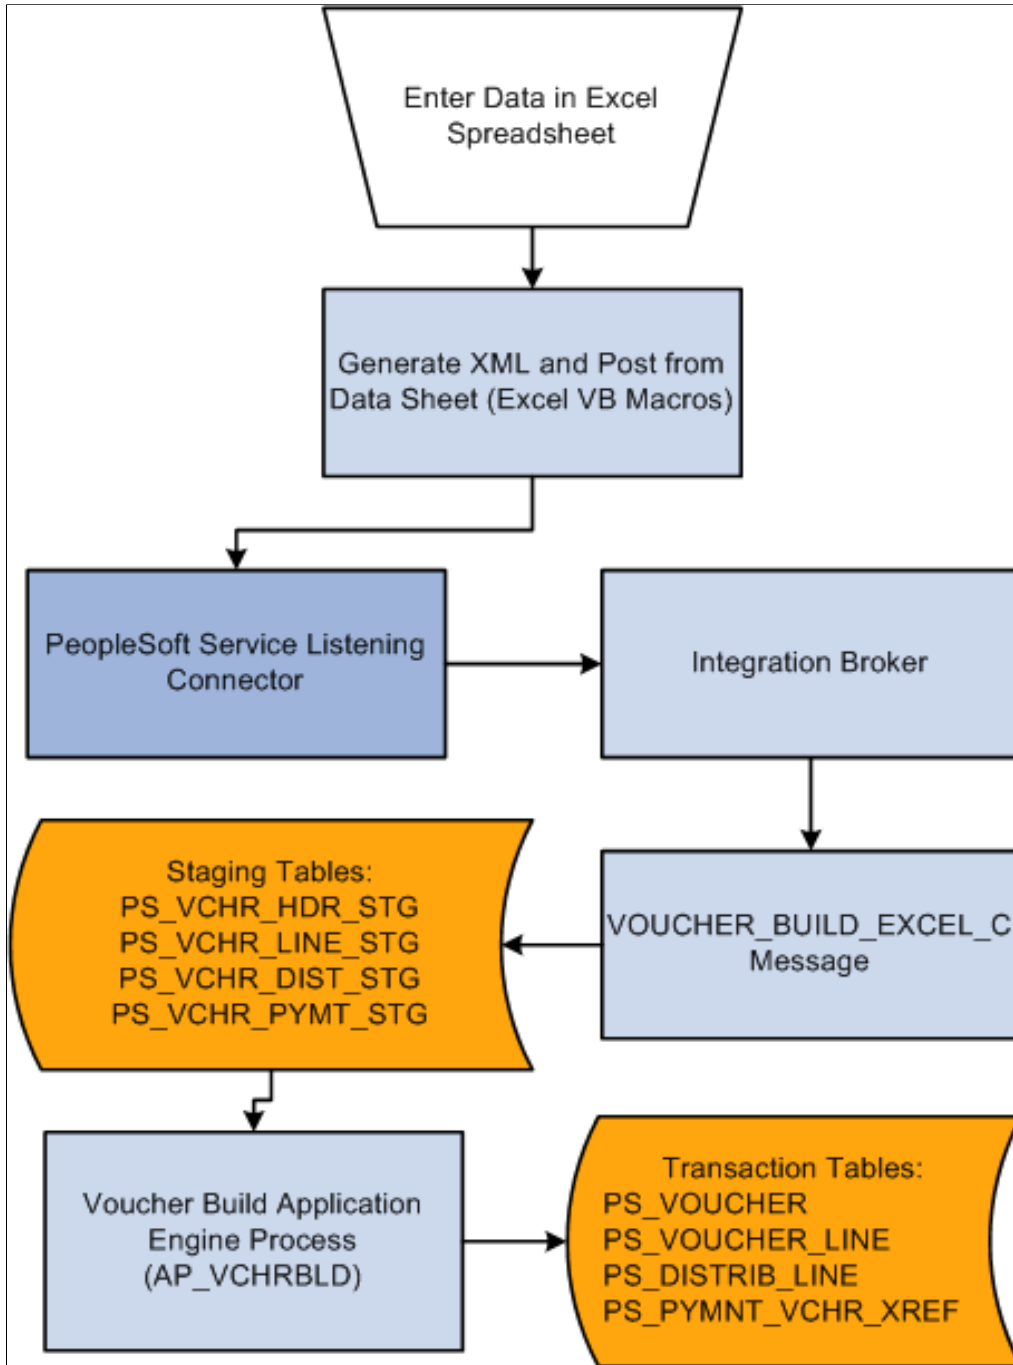 Enter Data in Excel
Spreadsheet
Generate XML and Post from
Data Sheet (Excel VB Macros)
PeopleSoft Service Listening
Connector
Integration Broker
VOUCHER_BUILD_EXCEL_C
Message
Staging Tables:
PS_VCHR_HDR_STG
PS_VCHR_LINE_STG
PS_VCHR_DIST_STG
PS_VCHR_PYMT_STG
Voucher Build Application
Engine Process
(AP_VCHRBLD)
Transaction Tables:
PS_VOUCHER
PS_VOUCHER_LINE
PS_DISTRIB_LINE
PS_PYMNT_VCHR_XREF